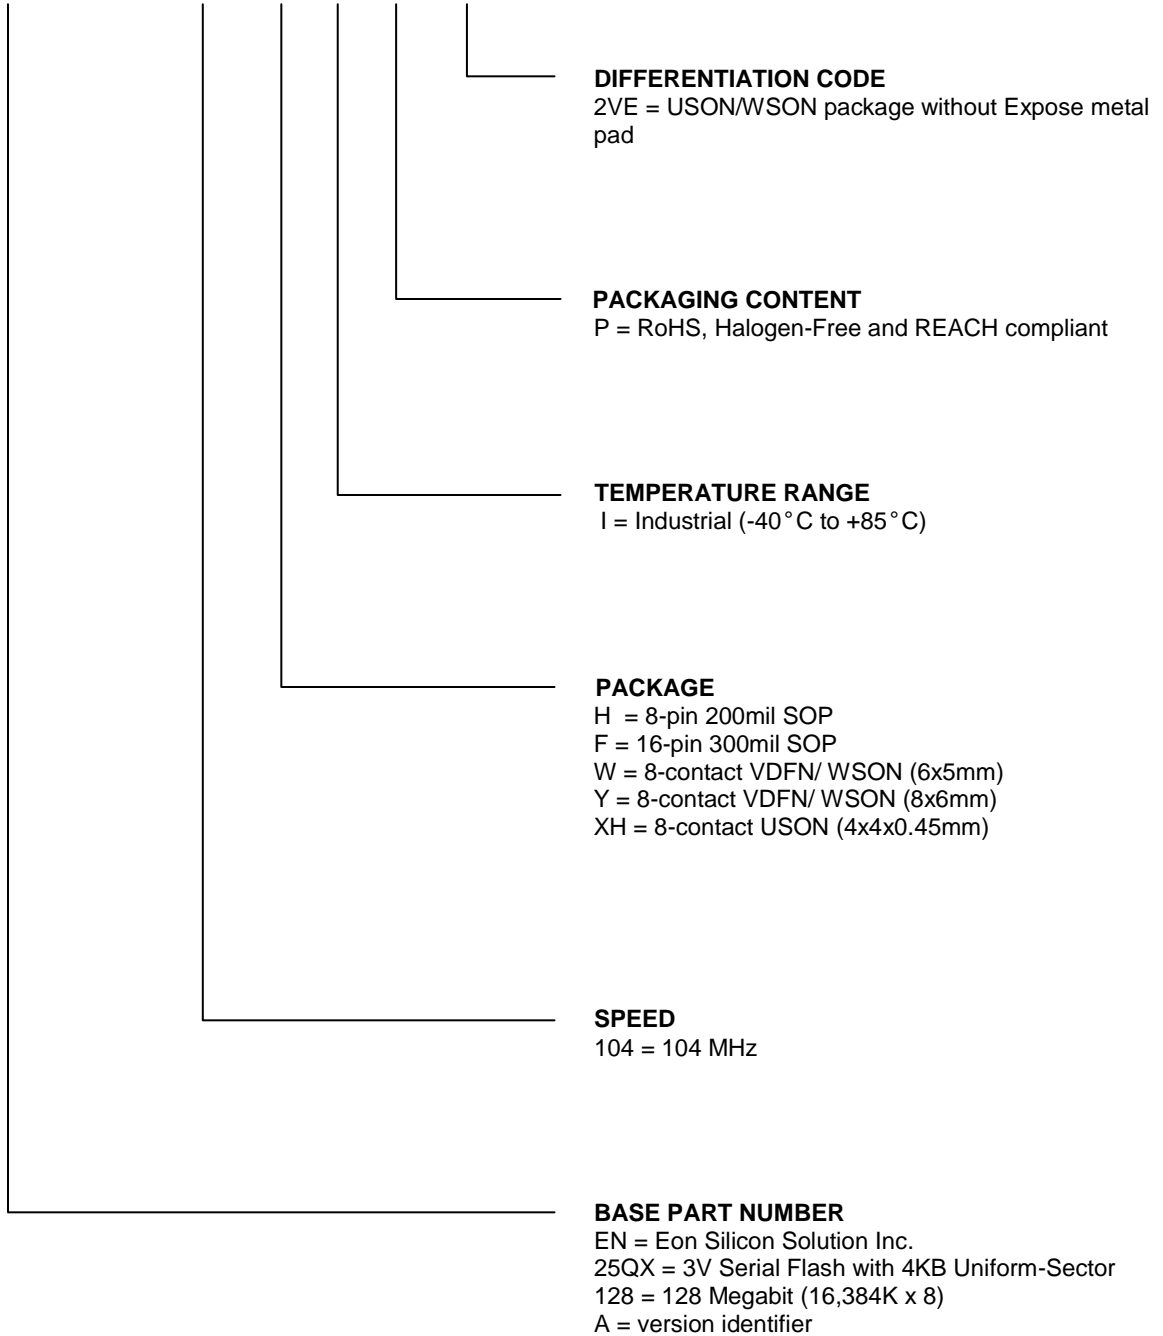 DIFFERENTIATION CODE
2VE = USON/WSON package without Expose metal
pad
PACKAGING CONTENT
P = RoHS, Halogen-Free and REACH compliant
TEMPERATURE RANGE
I = Industrial (-40°C to +85°C)
PACKAGE
H = 8-pin 200mil SOP
F = 16-pin 300mil SOP
W = 8-contact VDFN/ WSON (6x5mm)
Y = 8-contact VDFN/ WSON (8x6mm)
XH = 8-contact USON (4x4x0.45mm)
SPEED
104 = 104 MHz
BASE PART NUMBER
EN = Eon Silicon Solution Inc.
25QX = 3V Serial Flash with 4KB Uniform-Sector
128 = 128 Megabit (16,384K x 8)
A = version identifier